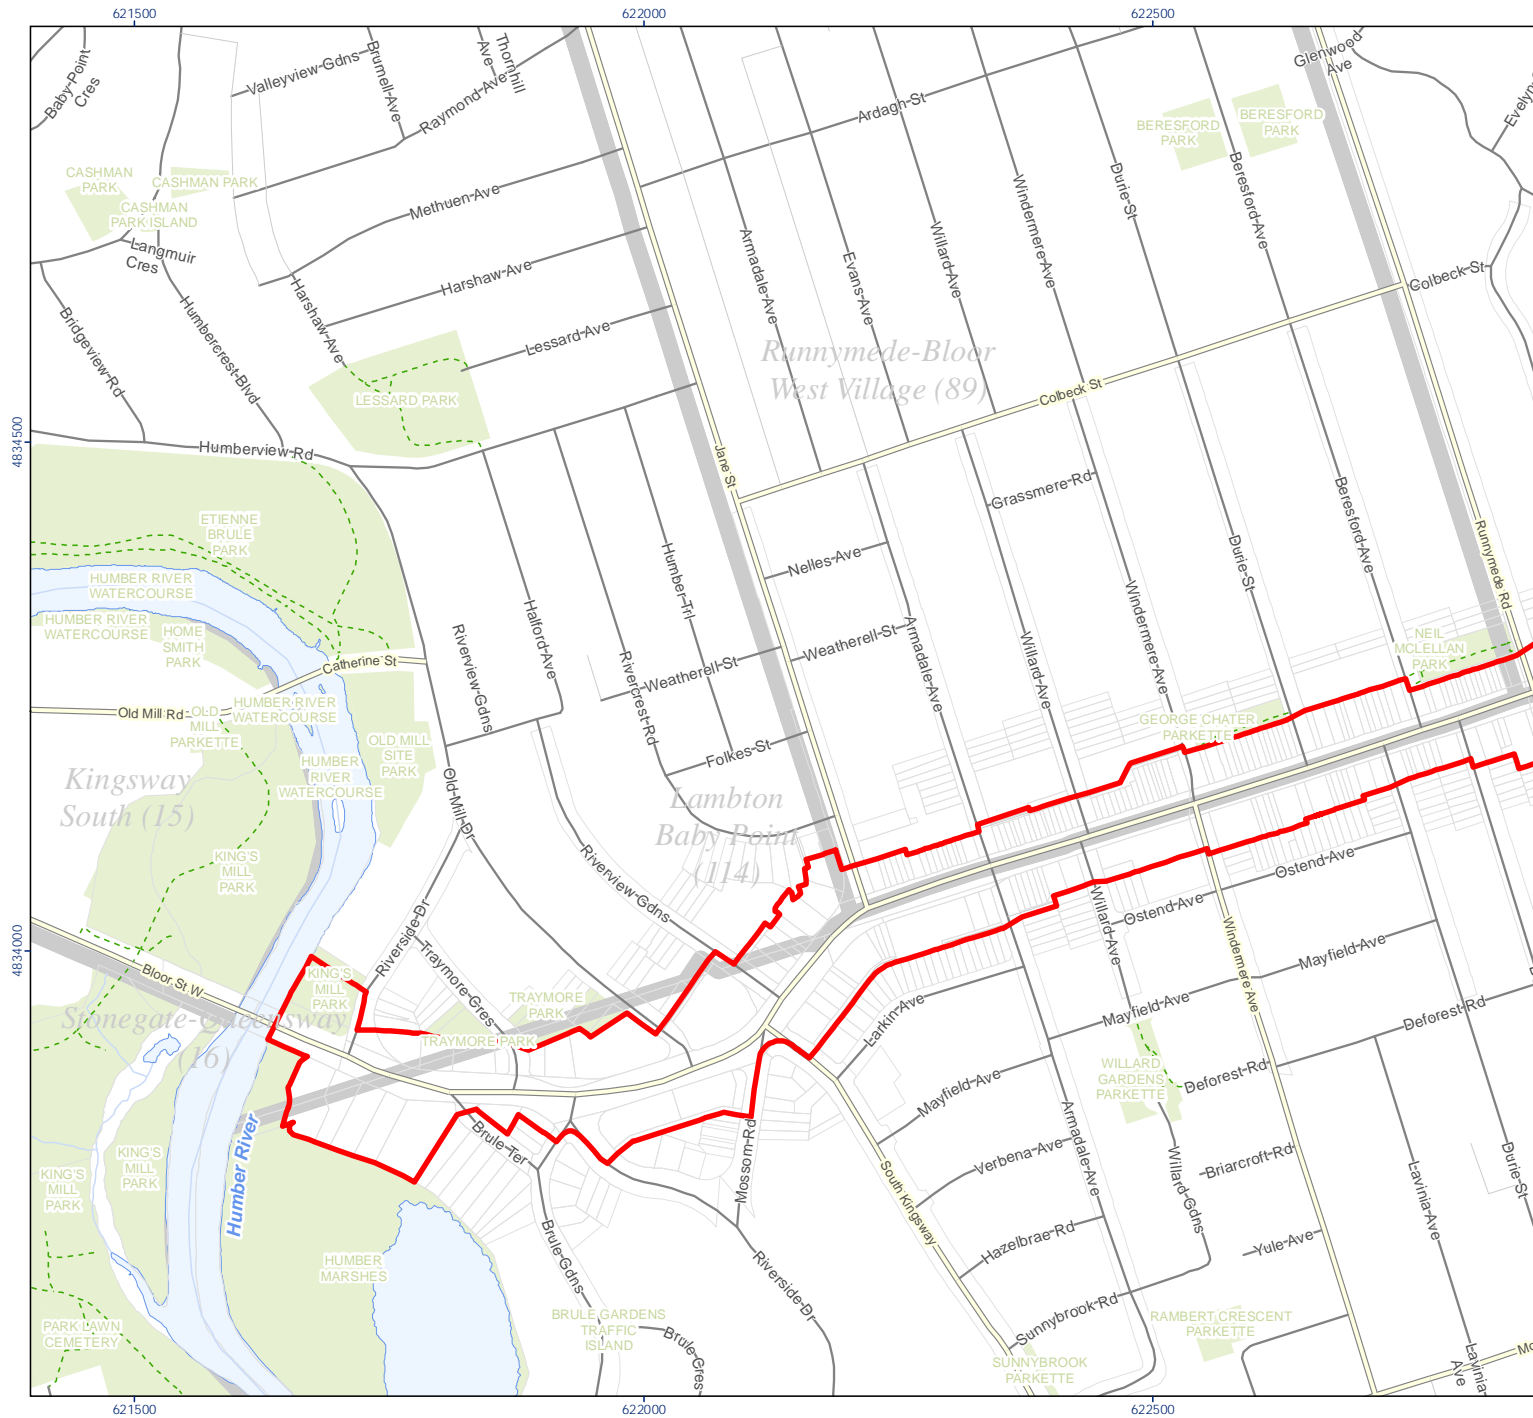 621500
622000
622500
Baby Point
Cres
Valleyview Gdns
Brumell Ave
Thornhill
Ave
Raymond Ave
Glenwood
Ave
Ardagh St
BERESFORD
PARK
BERESFORD
PARK
CASHMAN
PARK
CASHMAN PARK
CASHMAN
PARK ISLAND
Langmuir
Cres
Methuen Ave
Harshaw Ave
Harshaw Ave
Lessard Ave
LESSARD PARK
Bridgeview Rd
Humbercrest Blvd
Armadale Ave
Evans Ave
Willard Ave
Windermere Ave
Durie St
Beresford Ave
Colbeck St
Runnymede-Bloor
West Village (89)
Colbeck St
4834500
Humberview Rd
Jane St
Grassmere Rd
Beresford Ave
Runnymede Rd
ETIENNE
BRULE
PARK
HUMBER RIVER
WATERCOURSE
HUMBER RIVER
WATERCOURSE
HOME
SMITH
PARK
Nelles Ave
Durie St
Humber Trl
Halford Ave
Riverview Gdns
Rivercrest Rd
Weatherell St
Weatherell St
Armadale Ave
Willard Ave
Windermere Ave
NEIL
MCLELLAN
PARK
Catherine St
Old Mill Rd
OLD
MILL
PARKETTE
HUMBER RIVER
WATERCOURSE
OLD MILL
SITE
PARK
HUMBER
RIVER
WATERCOURSE
GEORGE CHATER
PARKETTE
Folkes St
Kingsway
South (15)
Old Mill Dr
Lambton
Baby Point
(114)
KING'S
MILL
PARK
Riverview Gdns
Ostend Ave
Ostend Ave
Willard Ave
Riverside Dr
Traymore Cres
4834000
Bloor St W
KING'S
MILL
PARK
TRAYMORE
PARK
TRAYMORE PARK
Stonegate-Queensway
(16)
Larkin Ave
Mayfield Ave
Mayfield Ave
Windermere Ave
Deforest Rd
Deforest Rd
Mayfield Ave
WILLARD
GARDENS
PARKETTE
Humber River
Brule Ter
Mossom Rd
Armadale Ave
Verbena Ave
Briarcroft Rd
KING'S
MILL
PARK
KING'S
MILL
PARK
South Kingsway
Willard Gdns
Lavinia Ave
Durie St
Hazelbrae Rd
Yule Ave
HUMBER
MARSHES
Brule Gdns
Riverside Dr
PARK LAWN
CEMETERY
BRULE GARDENS
TRAFFIC
ISLAND
Brule Cres
Sunnybrook Rd
RAMBERT CRESCENT
PARKETTE
SUNNYBROOK
PARKETTE
Lavinia
Ave
621500
622000
622500